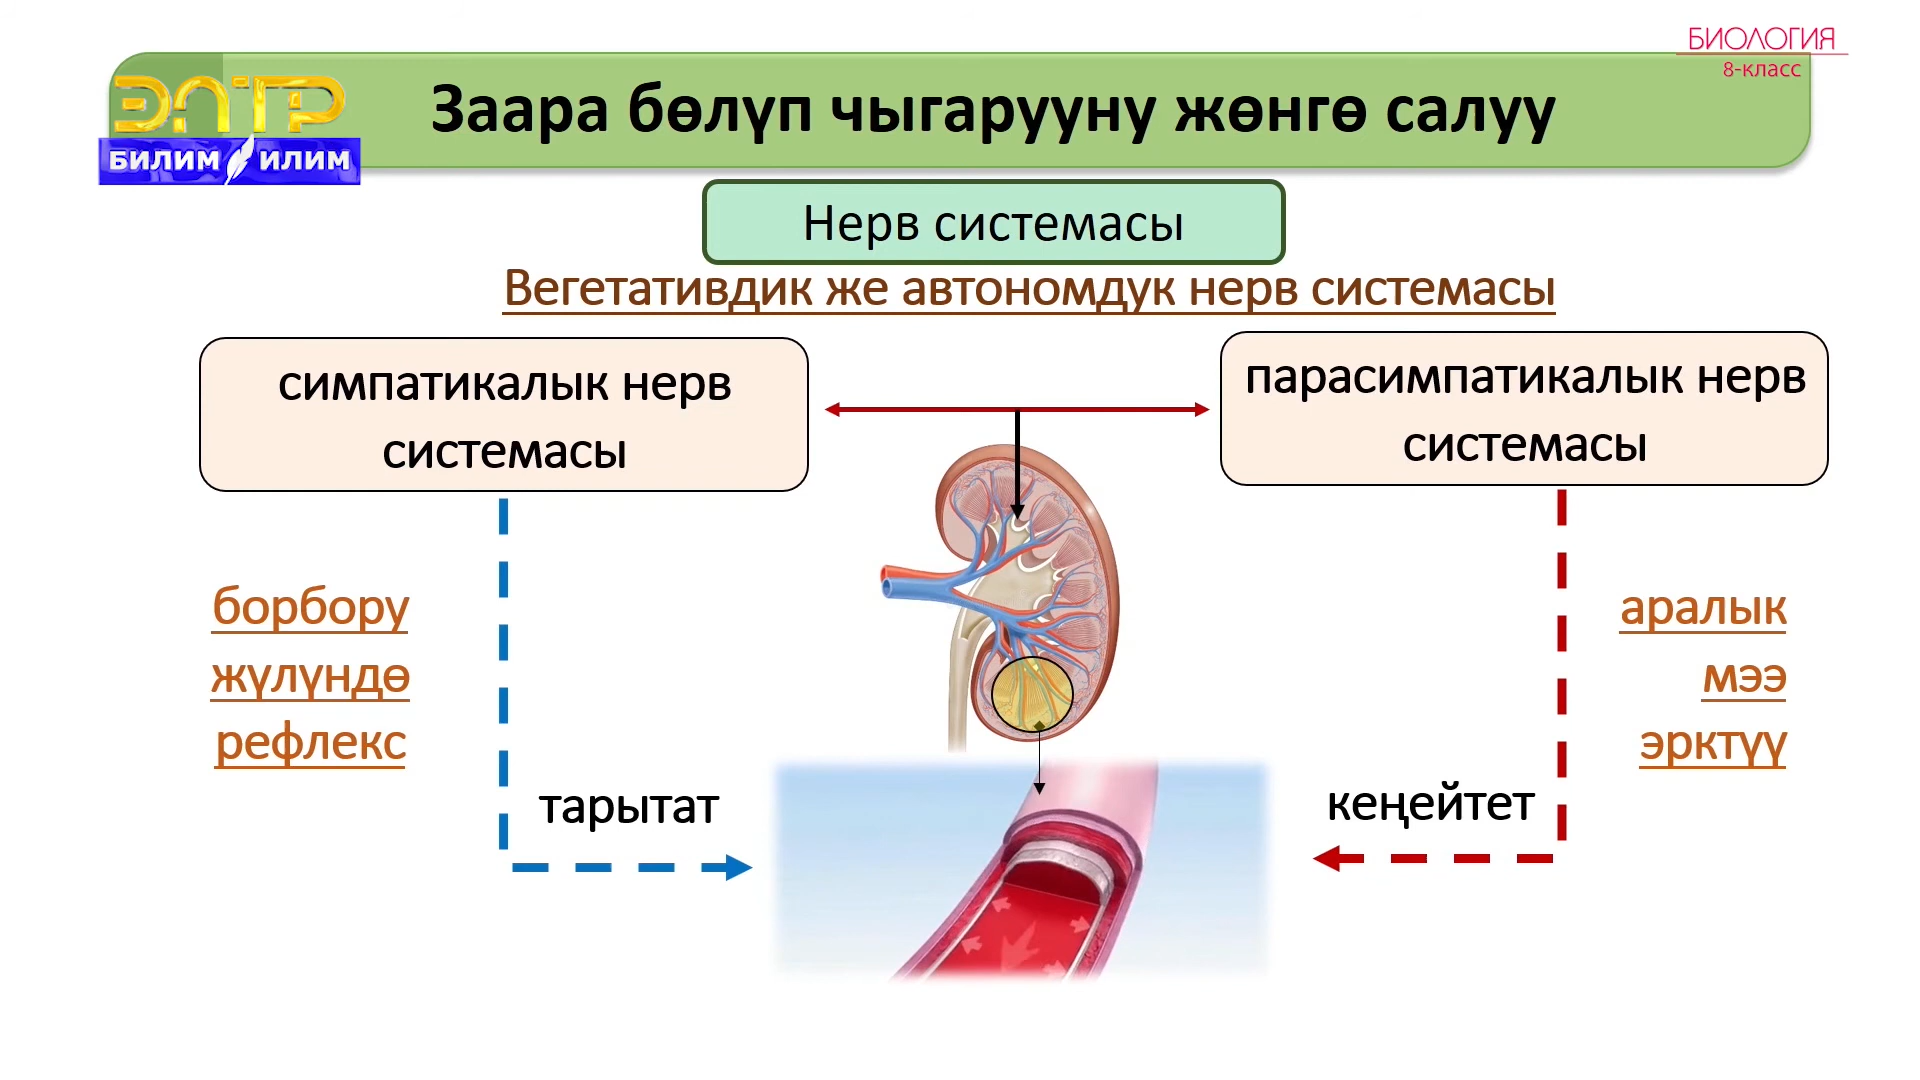 БИОЛОГИЯ
8-класс
ЭЛТР
БИЛИМ ИЛИМ
Заара бөлүп чыгарууну жөнгө салуу
Нерв системасы
Вегетативдик же автономдук нерв системасы
симпатикалык нерв
системасы
парасимпатикалык нерв
системасы
борбору
жүлүндө
рефлекс
аралык
мээ
эрктүү
тарытат
кеңейтет